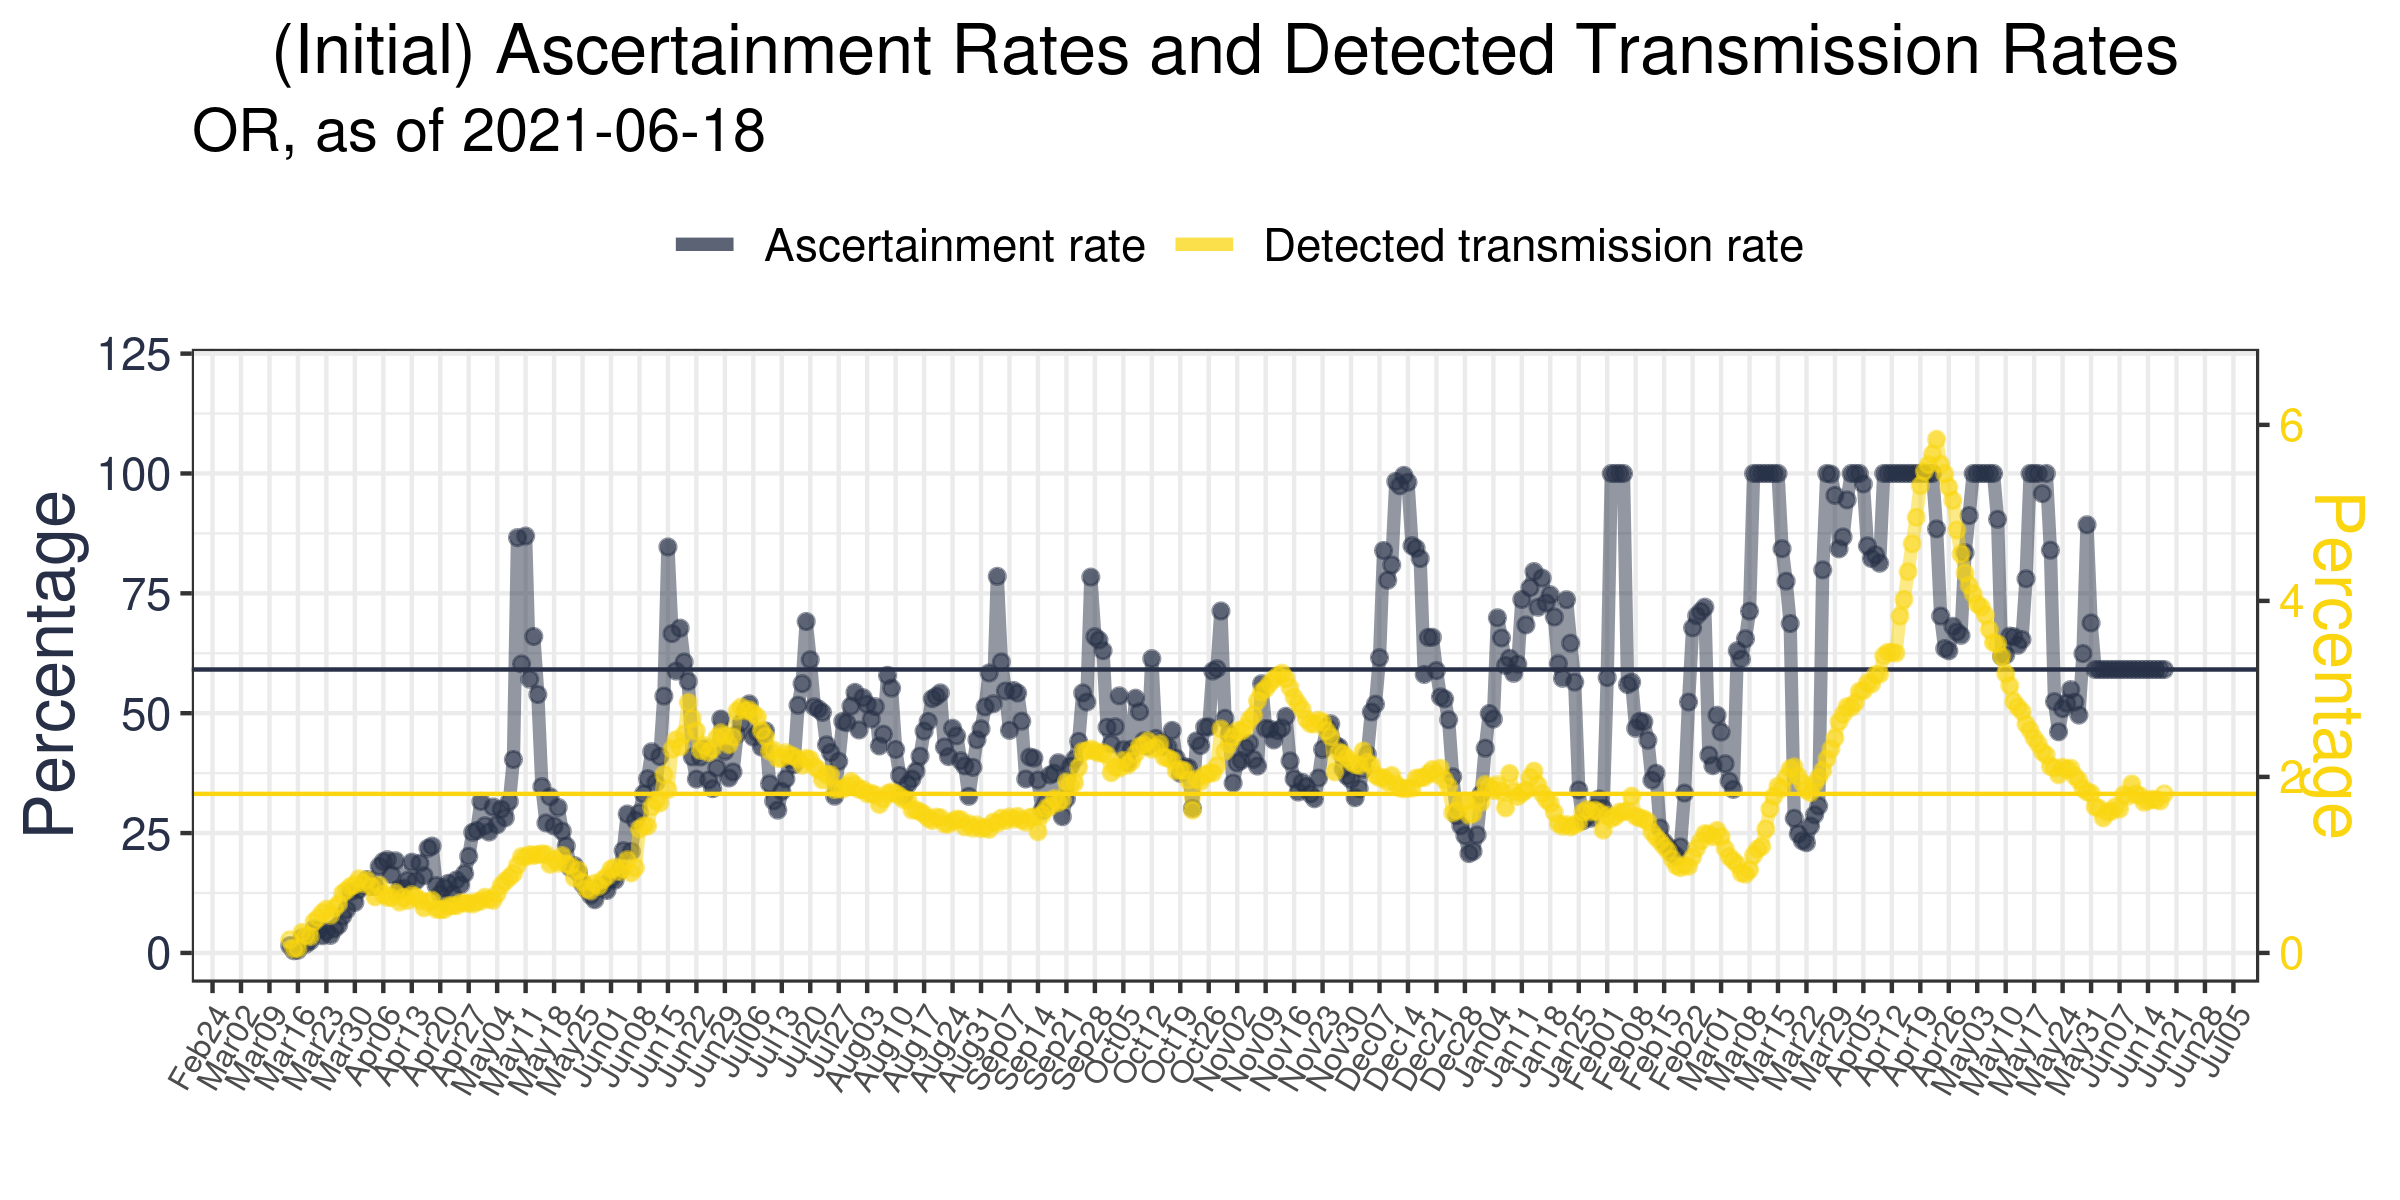 (Initial) Ascertainment Rates and Detected Transmission Rates
OR, as of 2021-06-18
Ascertainment rate
Detected transmission rate
Percentage
125
100
75
50
25
0
6
4
2
0
Percentage
Feb24
Mar02
Mar09
Mar16
Mar23
Mar30
Apr06
Apr13
Apr20
Apr27
May04
May11
May18
May25
Jun01
Jun08
Jun15
Jun22
Jun29
Jul06
Jul13
Jul20
Jul27
Aug03
Aug10
Aug17
Aug24
Aug31
Sep07
Sep14
Sep21
Sep28
Oct05
Oct12
Oct19
Oct26
Nov02
Nov09
Nov16
Nov23
Nov30
Dec07
Dec14
Dec21
Dec28
Jan04
Jan11
Jan18
Jan25
Feb01
Feb08
Feb15
Feb22
Mar01
Mar08
Mar15
Mar22
Mar29
Apr05
Apr12
Apr19
Apr26
May03
May10
May17
May24
May31
Jun07
Jun14
Jun21
Jun28
Jul05